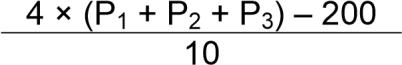 4 × (P₁ + P₂ + P₃) – 200
10